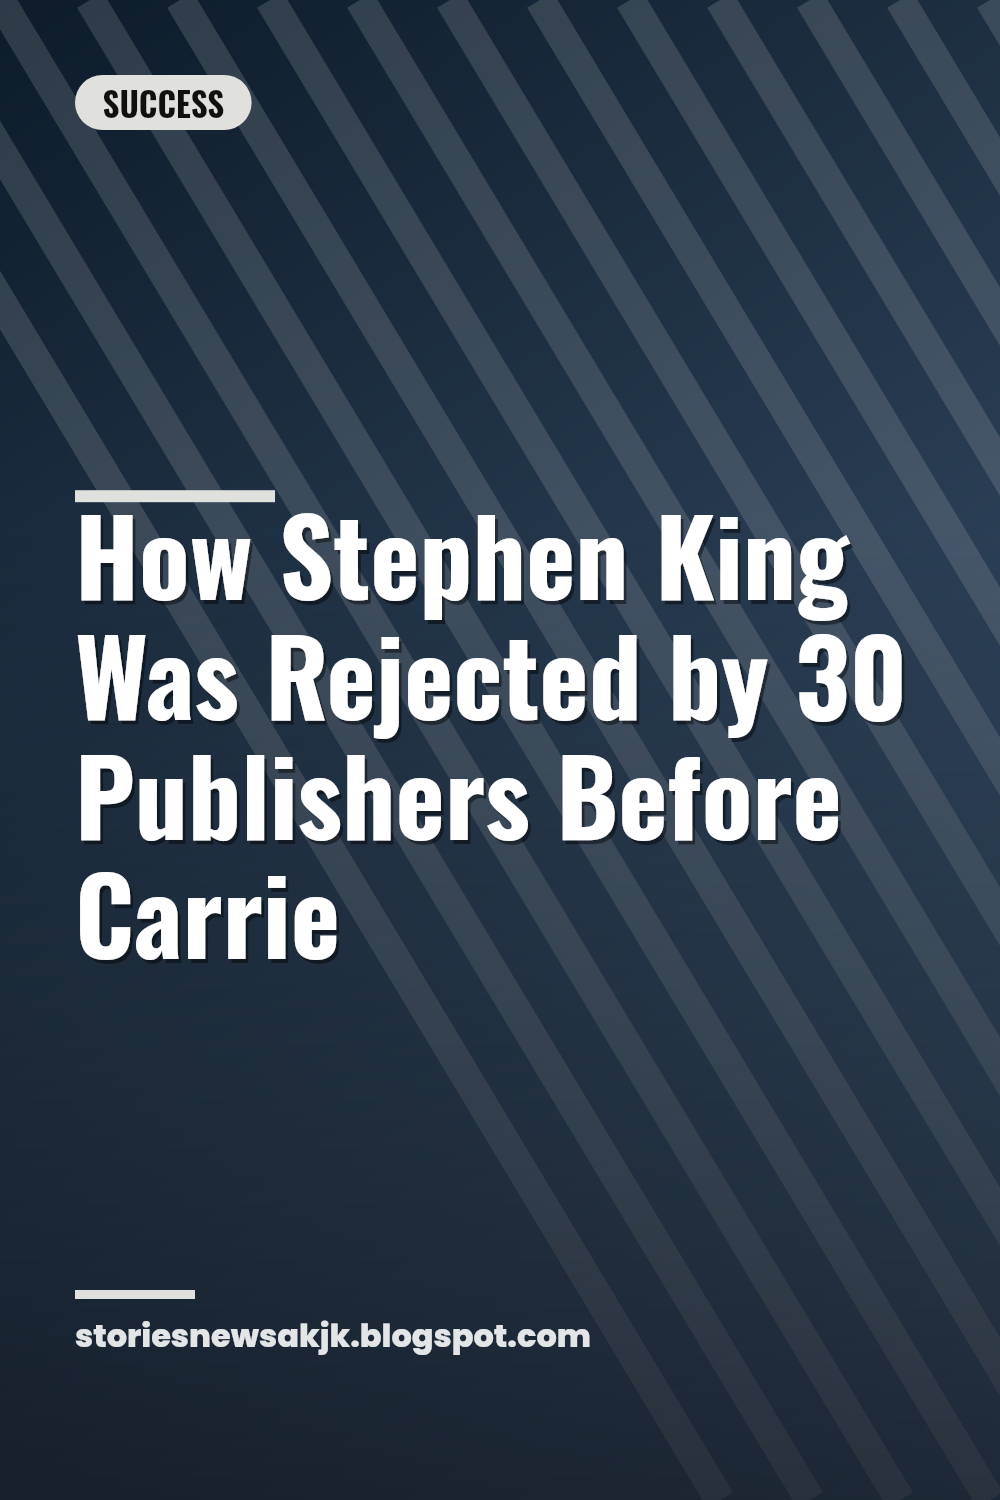 SUCCESS
How Stephen King
Was Rejected by 30
Publishers Before
Carrie
storiesnewsakjk.blogspot.com